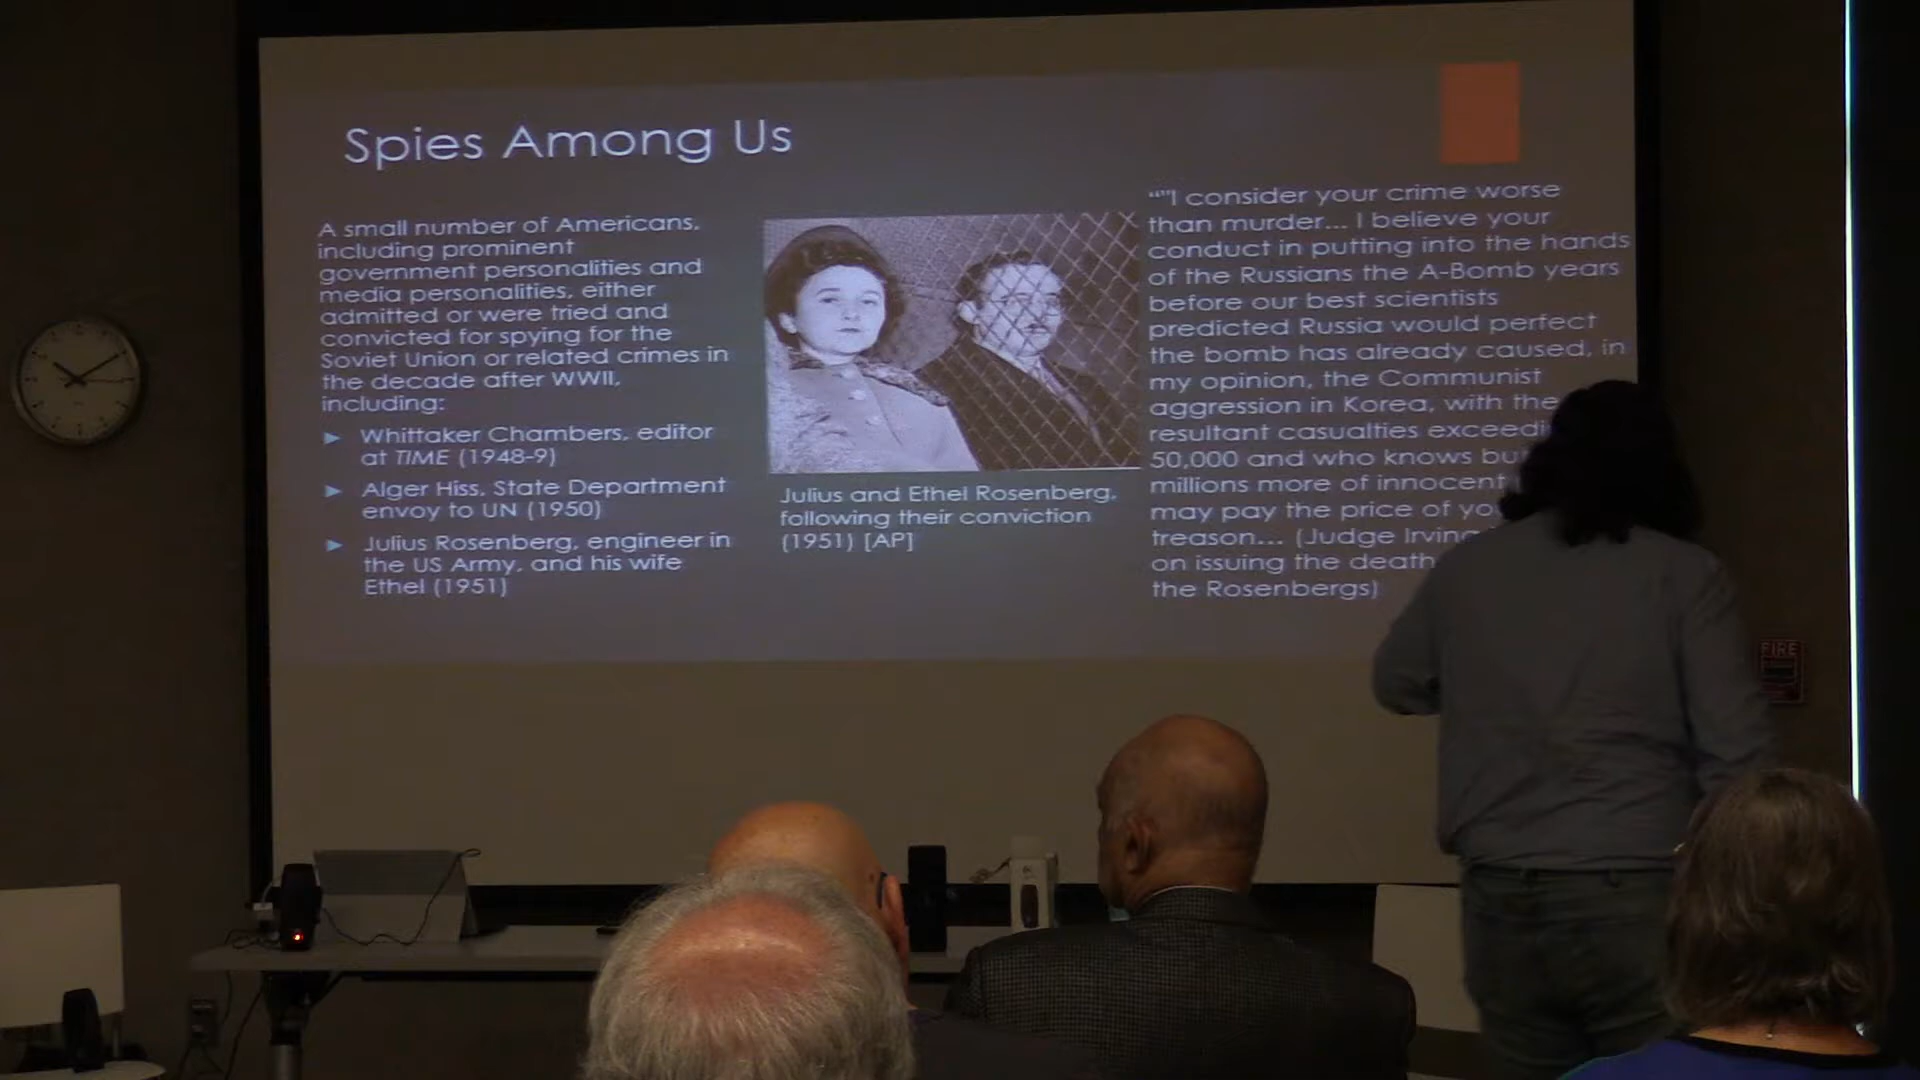 Spies Among Us
A small number of Americans,
including prominent
government personalities and
media personalities, either
admitted or were tried and
convicted for spying for the
Soviet Union or related crimes in
the decade after WWII,
including:
Whittaker Chambers, editor
at TIME (1948-9)
Alger Hiss, State Department
envoy to UN (1950)
Julius Rosenberg, engineer in
the US Army, and his wife
Ethel (1951)
Julius and Ethel Rosenberg,
following their conviction
(1951) [AP]
“"”I consider your crime worse
than murder... I believe your
conduct in putting into the hands
of the Russians the A-Bomb years
before our best scientists
predicted Russia would perfect
the bomb has already caused, in
my opinion, the Communist
aggression in Korea, with the
resultant casualties
50,000 and who knows
millions more of innocent
may pay the price of
treason... (Judge
on issuing the death
the Rosenbergs)
FIRE